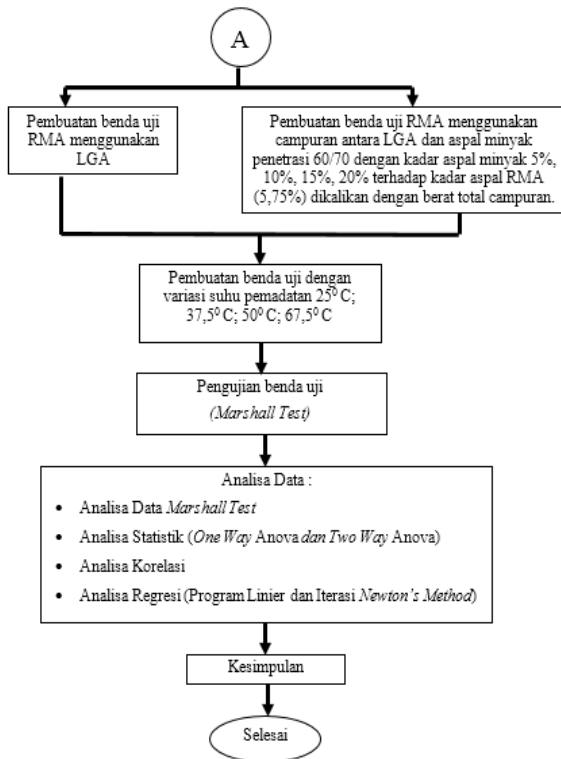 A
Pembuatan benda uji
RMA menggunakan
LGA
Pembuatan benda uji RMA menggunakan
campuran antara LGA dan aspal minyak
penetrasi 60/70 dengan kadar aspal minyak 5%,
10%, 15%, 20% terhadap kadar aspal RMA
(5,75%) dikalikan dengan berat total campuran.
Pembuatan benda uji dengan
variasi suhu pemadatan 25⁰ C;
37,5⁰ C; 50⁰ C; 67,5⁰ C
Pengujian benda uji
(Marshall Test)
Analisa Data :
• Analisa Data Marshall Test
• Analisa Statistik (One Way Anova dan Two Way Anova)
• Analisa Korelasi
• Analisa Regresi (Program Linier dan Iterasi Newton's Method)
Kesimpulan
Selesai